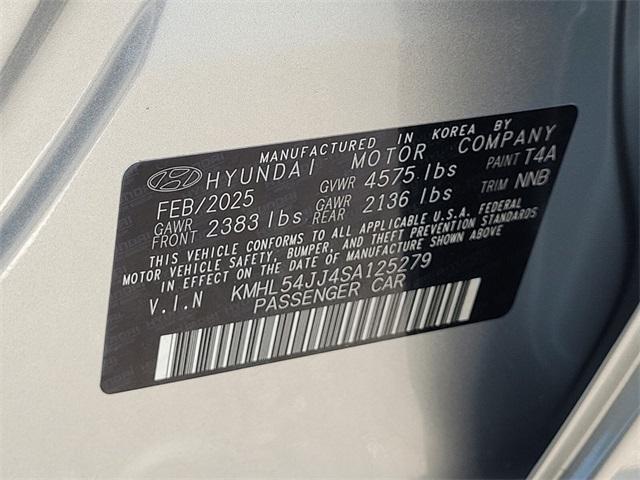 MANUFACTURED IN KOREA BY
HYUNDAI MOTOR COMPANY
FEB/2025 GVWR 4575 lbs PAINT T4A
GAWR FRONT 2383 lbs GAWR REAR 2136 lbs TRIM NNB
THIS VEHICLE CONFORMS TO ALL APPLICABLE U.S.A. FEDERAL
MOTOR VEHICLE SAFETY, BUMPER, AND THEFT PREVENTION STANDARDS
IN EFFECT ON THE DATE OF MANUFACTURE SHOWN ABOVE
V.I.N KMHL54JJ4SA125279
PASSENGER CAR